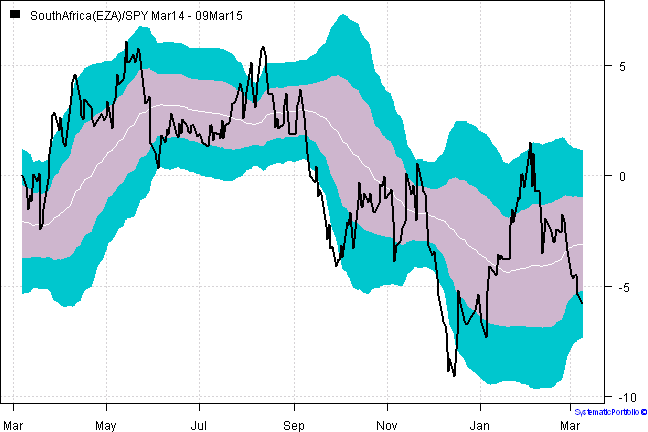 SouthAfrica(EZA)/SPY Mar14 - 09Mar15
5
0
-5
-10
Mar May Jul Sep Nov Jan Mar
SystematicPortfolio ©